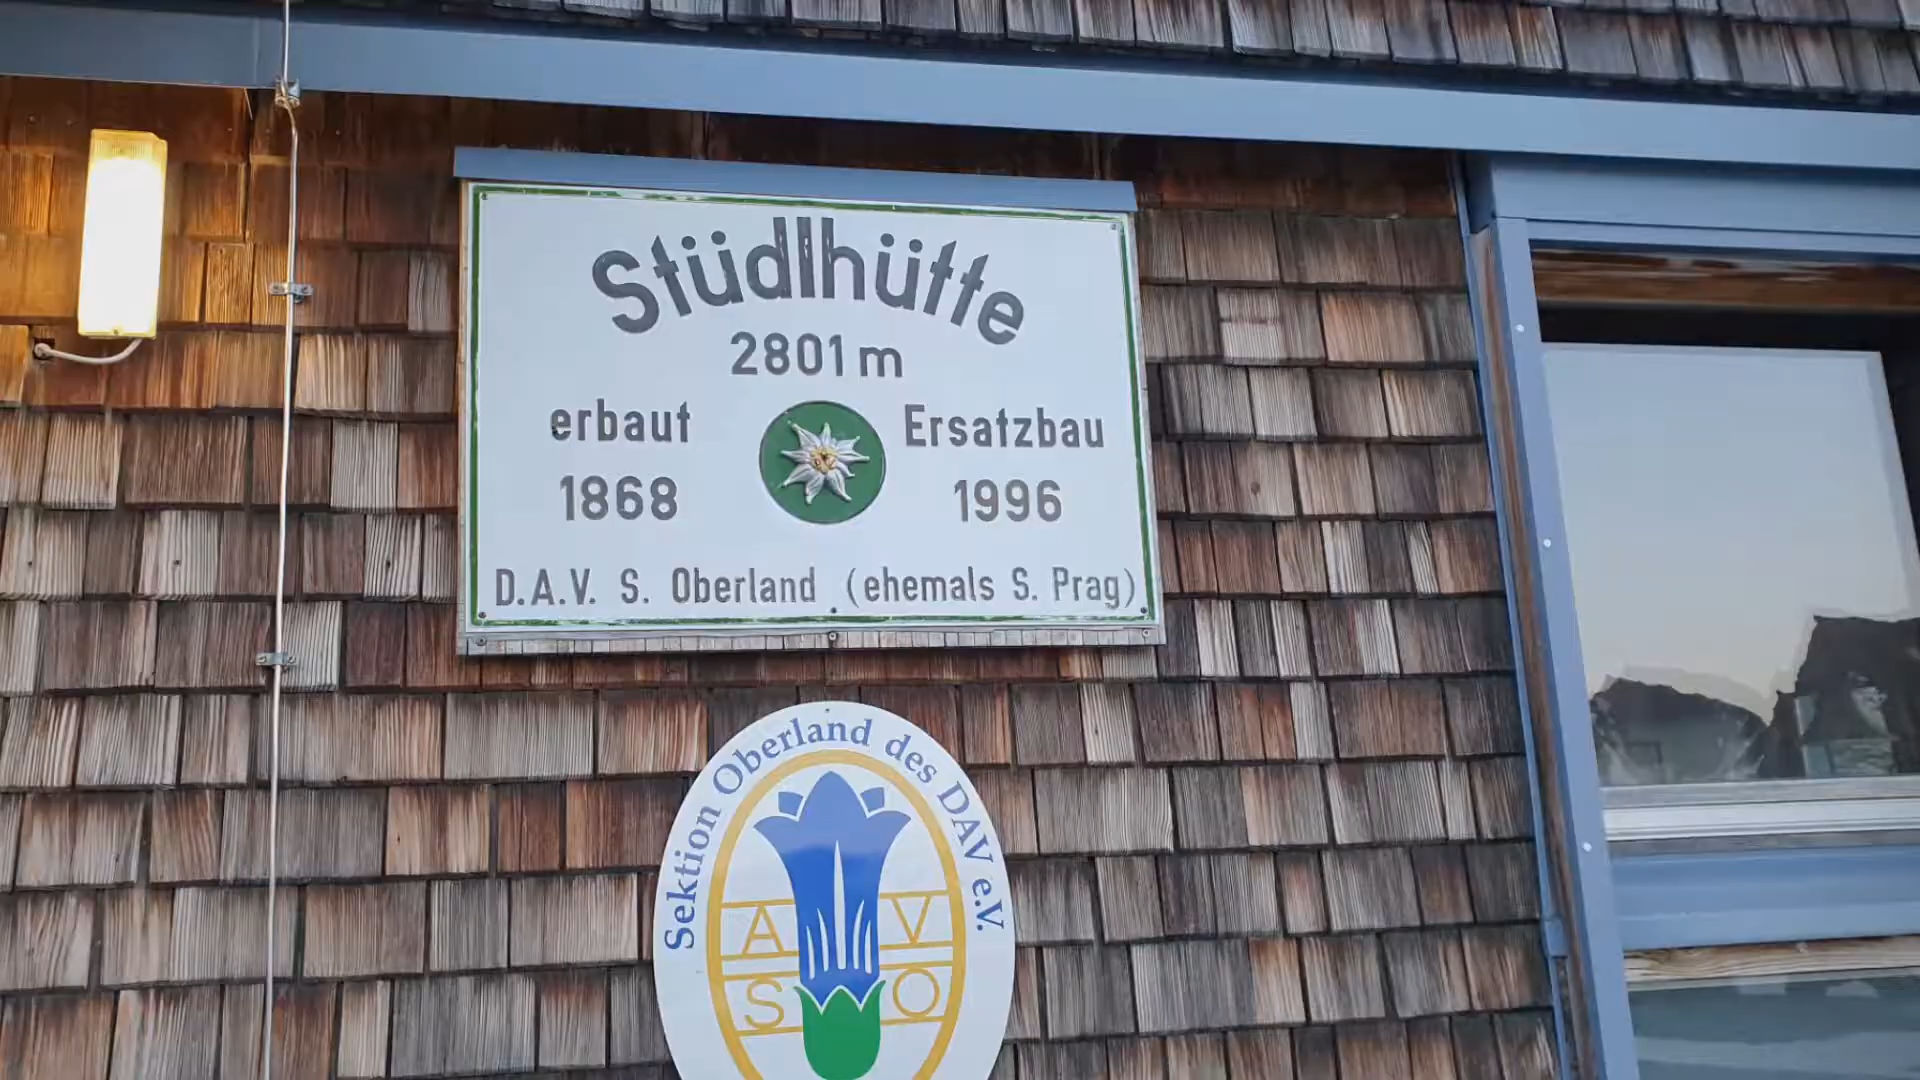 Stüdlhütte
2801 m
erbaut
1868
Ersatzbau
1996
D.A.V. S. Oberland (ehemals S. Prag)
Sektion Oberland des DAV e.V.
A V
S O